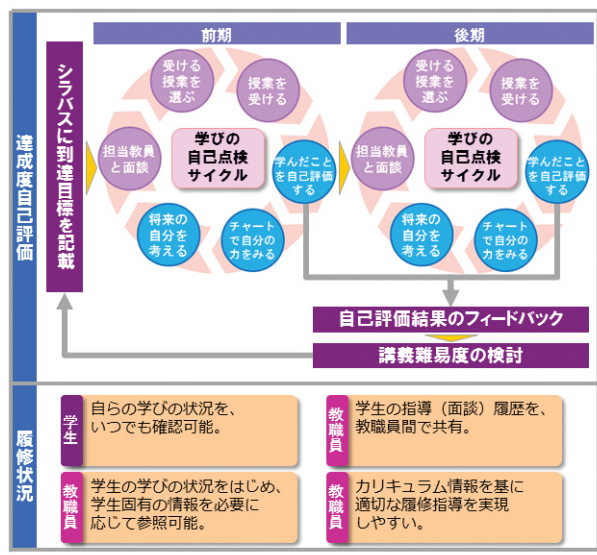 達成度自己評価
シラバスに到達目標を記載
前期
受ける
授業を
選ぶ
授業を
受ける
担当教員
と面談
学びの
自己点検
サイクル
学んだこと
を自己評価
する
将来の
自分を
考える
チャート
で自分の
力をみる
後期
受ける
授業を
選ぶ
授業を
受ける
担当教員
と面談
学びの
自己点検
サイクル
学んだこと
を自己評価
する
将来の
自分を
考える
チャート
で自分の
力をみる
自己評価結果のフィードバック
講義難易度の検討
履修状況
学生
自らの学びの状況を、
いつでも確認可能。
教職員
学生の指導（面談）履歴を、
教職員間で共有。
教職員
学生の学びの状況をはじめ、
学生固有の情報を必要に
応じて参照可能。
教職員
カリキュラム情報を基に
適切な履修指導を実現
しやすい。